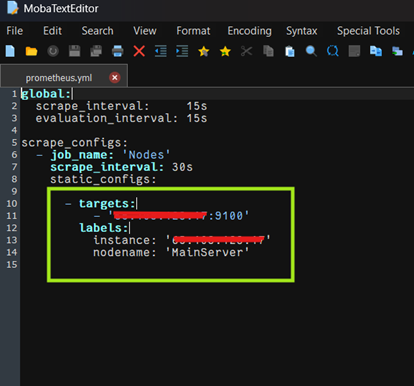 MobaTextEditor
File Edit Search View Format Encoding Syntax Special Tools
prometheus.yml
1 global:
2 scrape_interval: 15s
3 evaluation_interval: 15s
4
5 scrape_configs:
6 - job_name: 'Nodes'
7 scrape_interval: 30s
8 static_configs:
9
10 - targets:
11 - ':9100'
12 labels:
13 instance: ''
14 nodename: 'MainServer'
15